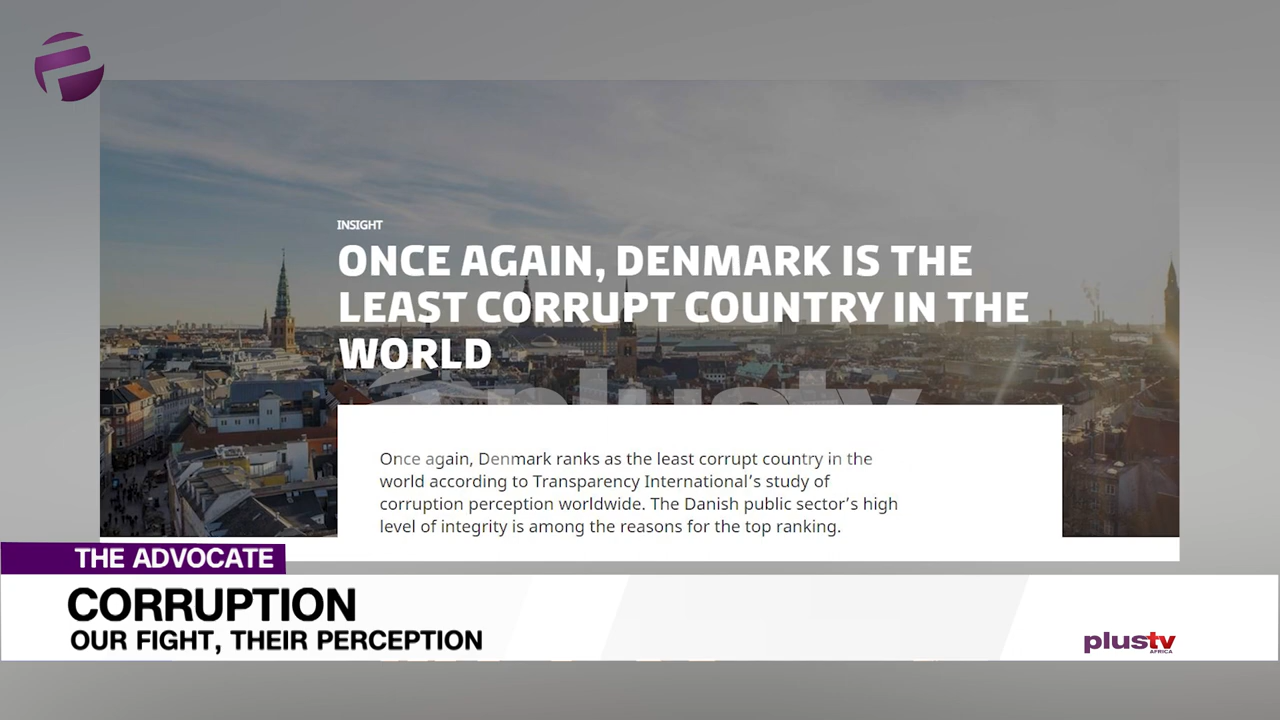 INSIGHT
ONCE AGAIN, DENMARK IS THE
LEAST CORRUPT COUNTRY IN THE
WORLD
plustv
Once again, Denmark ranks as the least corrupt country in the
world according to Transparency International's study of
corruption perception worldwide. The Danish public sector's high
level of integrity is among the reasons for the top ranking.
THE ADVOCATE
CORRUPTION
OUR FIGHT, THEIR PERCEPTION
plustv
AFRICA